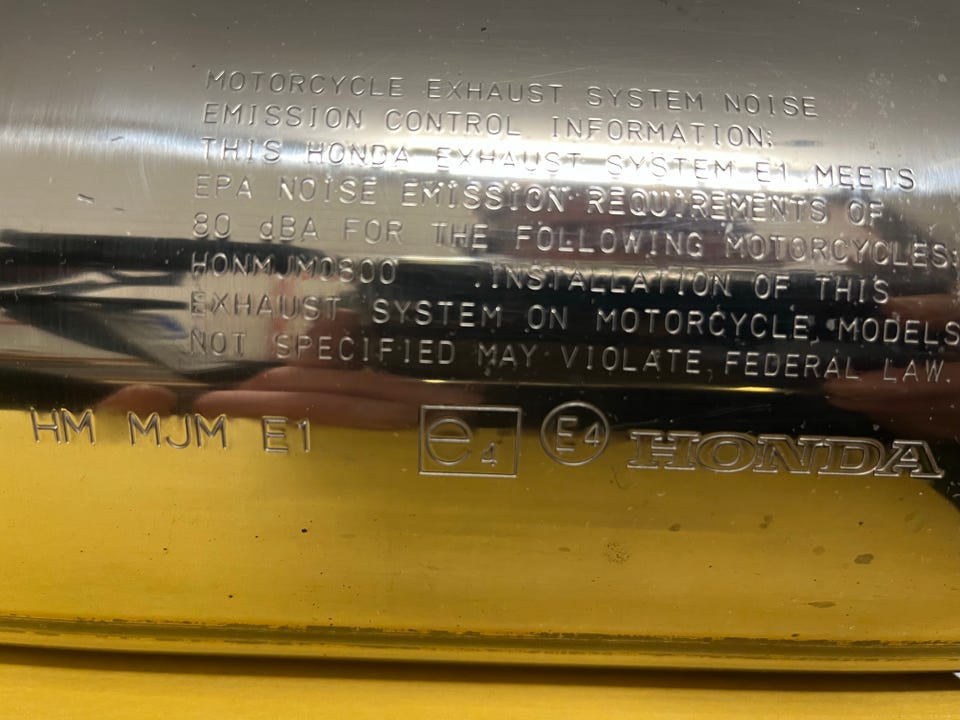 MOTORCYCLE EXHAUST SYSTEM NOISE
EMISSION CONTROL INFORMATION:
THIS HONDA EXHAUST SYSTEM E1 MEETS
EPA NOISE EMISSION REQUIREMENTS OF
80 dBA FOR THE FOLLOWING MOTORCYCLES:
HONMJM0800 .INSTALLATION OF THIS
EXHAUST SYSTEM ON MOTORCYCLE MODELS
NOT SPECIFIED MAY VIOLATE FEDERAL LAW.
HM MJM E1 e4 E4 HONDA